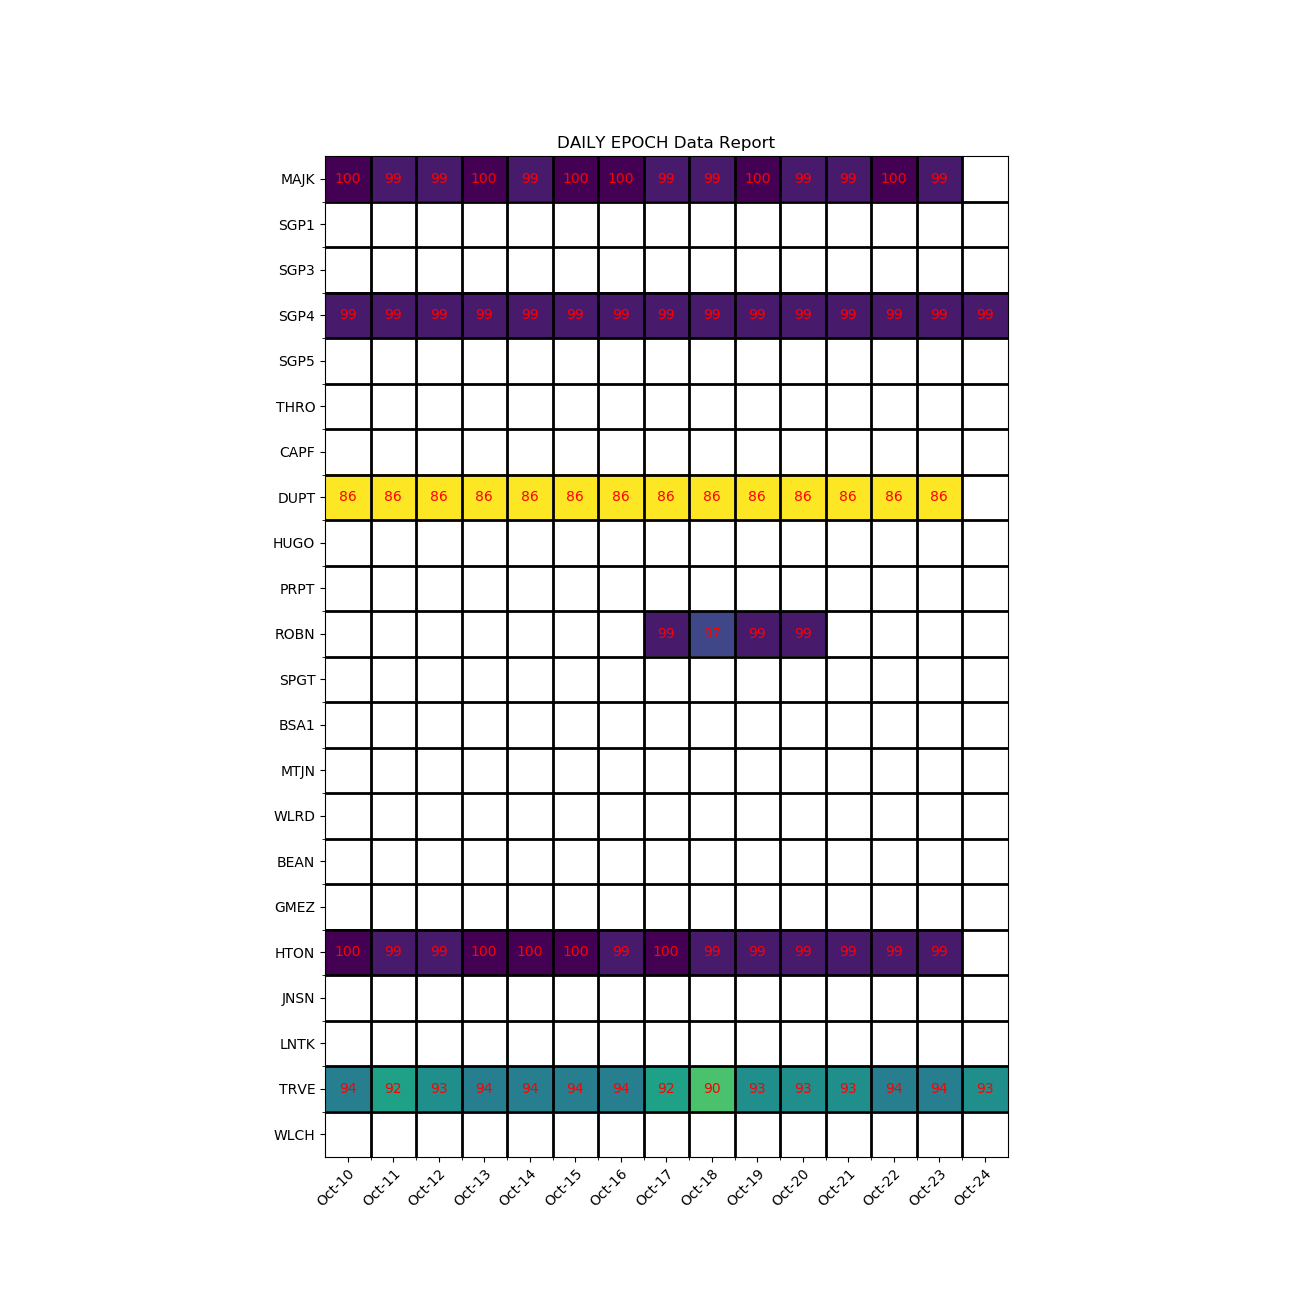 DAILY EPOCH Data Report
MAJK 100 99 99 100 99 100 100 99 99 100 99 99 100 99
SGP1
SGP3
SGP4 99 99 99 99 99 99 99 99 99 99 99 99 99 99 99
SGP5
THRO
CAPF
DUPT 86 86 86 86 86 86 86 86 86 86 86 86 86 86
HUGO
PRPT
ROBN 99 97 99 99
SPGT
BSA1
MTJN
WLRD
BEAN
GMEZ
HTON 100 99 99 100 100 100 99 100 99 99 99 99 99 99
JNSN
LNTK
TRVE 94 92 93 94 94 94 94 92 90 93 93 93 94 94 93
WLCH
Oct-10 Oct-11 Oct-12 Oct-13 Oct-14 Oct-15 Oct-16 Oct-17 Oct-18 Oct-19 Oct-20 Oct-21 Oct-22 Oct-23 Oct-24